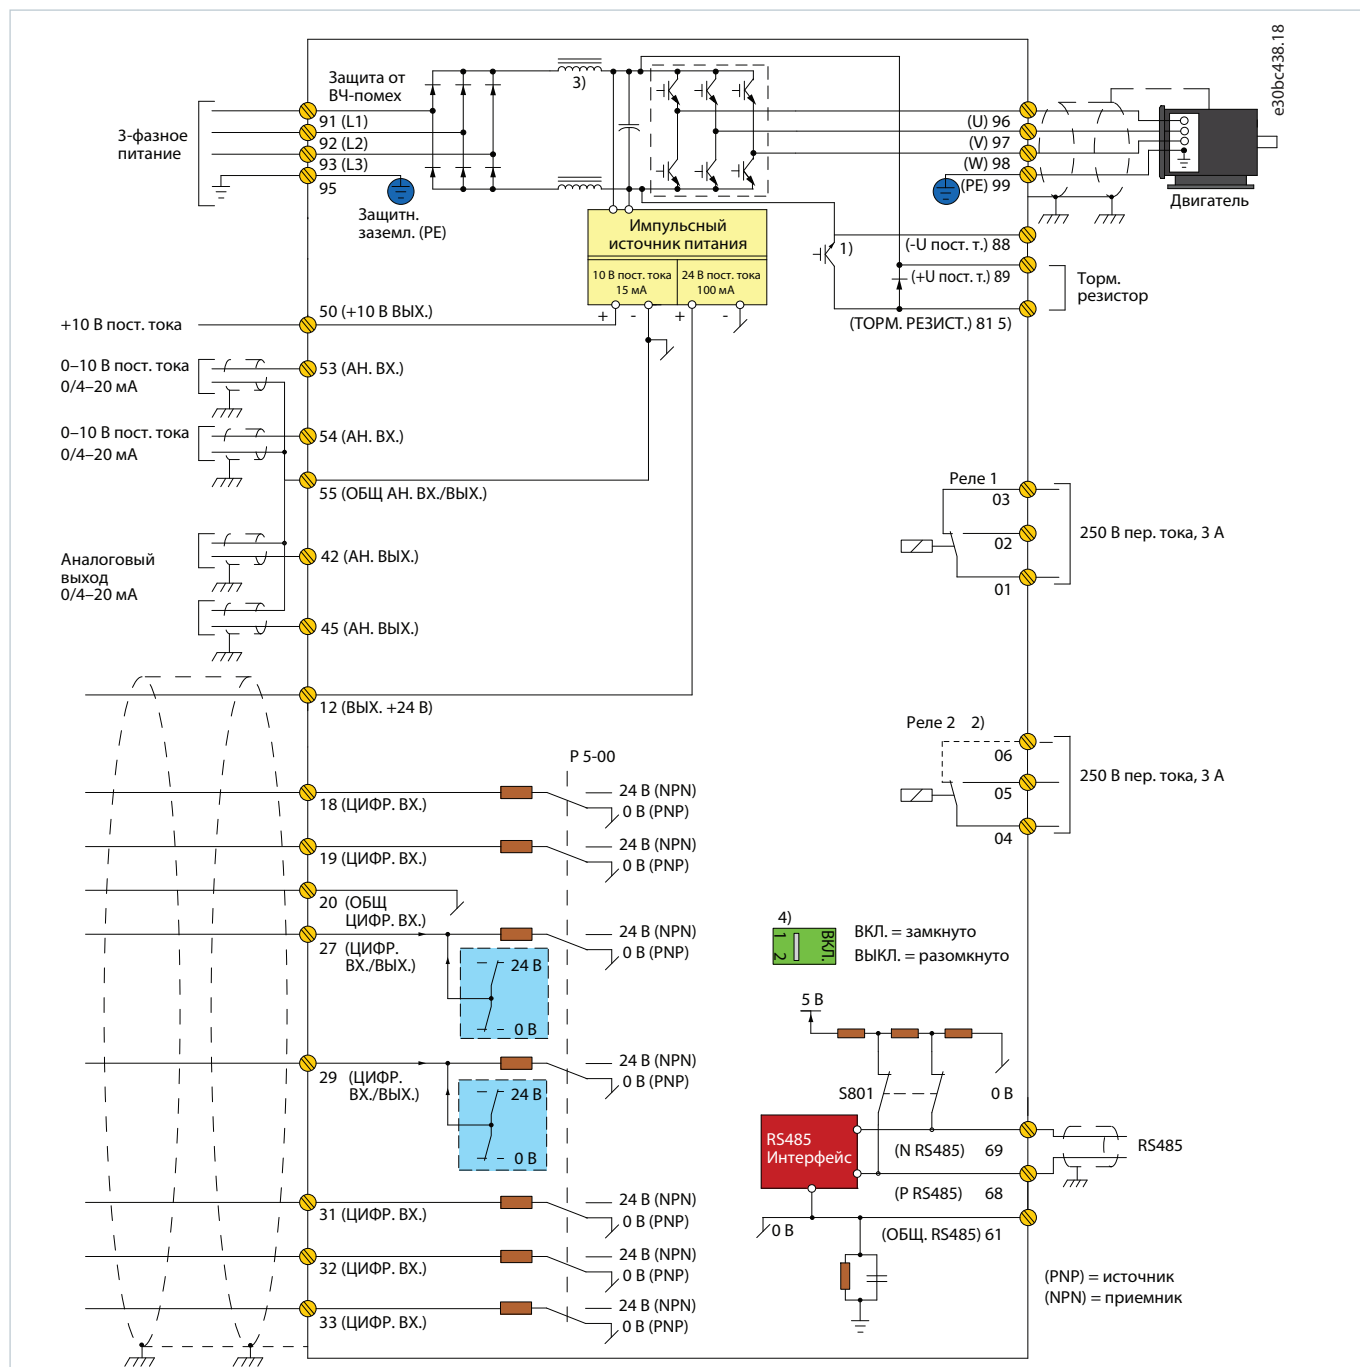 e30bc438.18
Защита от
ВЧ-помех
3)
3-фазное
питание
91 (L1)
92 (L2)
93 (L3)
95
Защитн.
заземл. (PE)
(U) 96
(V) 97
(W) 98
(PE) 99
Двигатель
Импульсный
источник питания
10 В пост. тока
15 мА
24 В пост. тока
100 мА
+ - + -
1)
(-U пост. т.) 88
(+U пост. т.) 89
(ТОРМ. РЕЗИСТ.) 81 5)
Торм.
резистор
+10 В пост. тока
50 (+10 В ВЫХ.)
0–10 В пост. тока
0/4–20 мА
53 (АН. ВХ.)
0–10 В пост. тока
0/4–20 мА
54 (АН. ВХ.)
55 (ОБЩ АН. ВХ./ВЫХ.)
Аналоговый
выход
0/4–20 мА
42 (АН. ВЫХ.)
45 (АН. ВЫХ.)
Реле 1
03
02
01
250 В пер. тока, 3 А
12 (ВЫХ. +24 В)
Реле 2 2)
06
05
04
250 В пер. тока, 3 А
P 5-00
18 (ЦИФР. ВХ.)
24 В (NPN)
0 В (PNP)
19 (ЦИФР. ВХ.)
24 В (NPN)
0 В (PNP)
20 (ОБЩ
ЦИФР. ВХ.)
27 (ЦИФР.
ВХ./ВЫХ.)
24 В (NPN)
0 В (PNP)
24 В
0 В
29 (ЦИФР.
ВХ./ВЫХ.)
24 В (NPN)
0 В (PNP)
24 В
0 В
31 (ЦИФР. ВХ.)
24 В (NPN)
0 В (PNP)
32 (ЦИФР. ВХ.)
24 В (NPN)
0 В (PNP)
33 (ЦИФР. ВХ.)
24 В (NPN)
0 В (PNP)
4)
1 2
ВКЛ.
ВКЛ. = замкнуто
ВЫКЛ. = разомкнуто
5 В
S801
0 В
RS485
Интерфейс
(N RS485) 69
(P RS485) 68
RS485
0 В
(ОБЩ. RS485) 61
(PNP) = источник
(NPN) = приемник